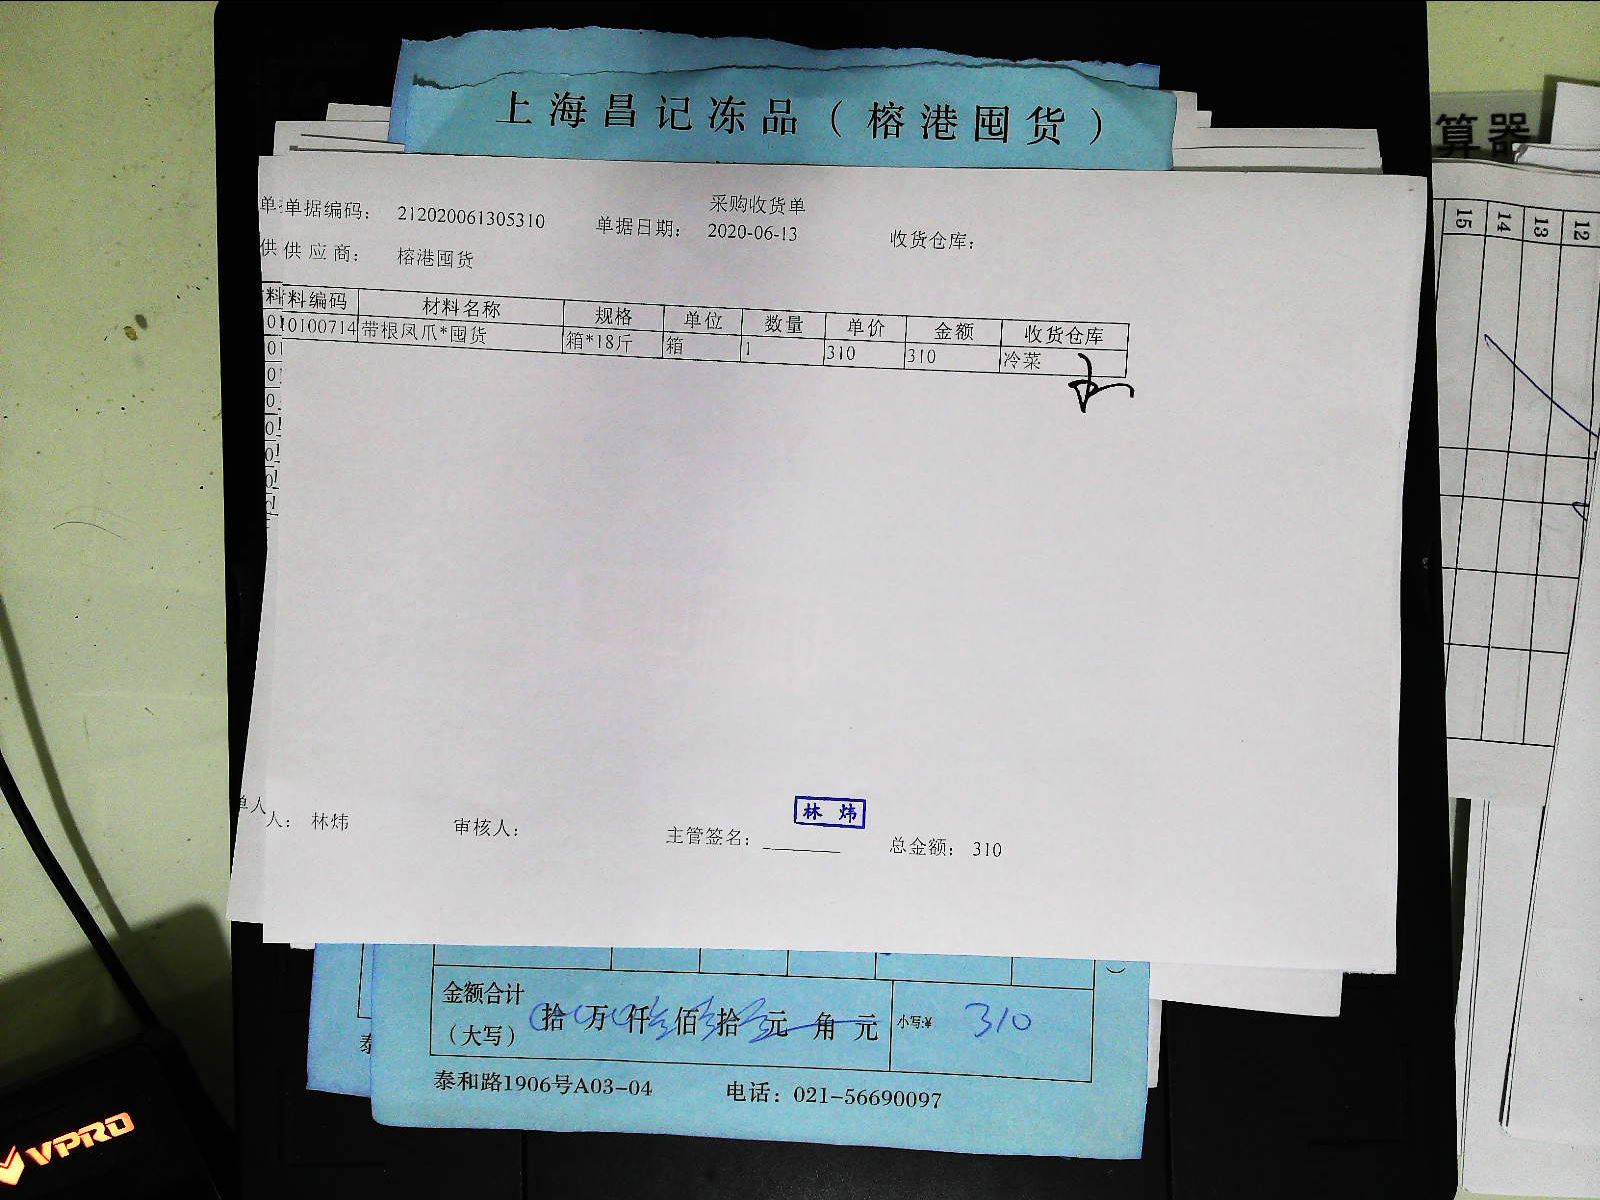 上海昌记冻品（榕港囤货）
算器
采购收货单
单据编码： 212020061305310 单据日期： 2020-06-13 收货仓库：
供应商： 榕港囤货
料编码 材料名称 规格 单位 数量 单价 金额 收货仓库
0100714 带根凤爪*囤货 箱*18斤 箱 1 310 310 冷菜
单人
人： 林炜 审核人： 主管签名： 林炜 总金额： 310
金额合计
（大写） 拾 万 仟 佰 拾 元 角 元 小写:¥ 310
泰和路1906号A03-04 电话：021-56690097
15 14 13 12
VPRO